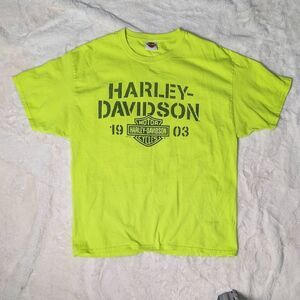 HARLEY-
DAVIDSON
19 03
MOTOR
HARLEY-DAVIDSON
CYCLES